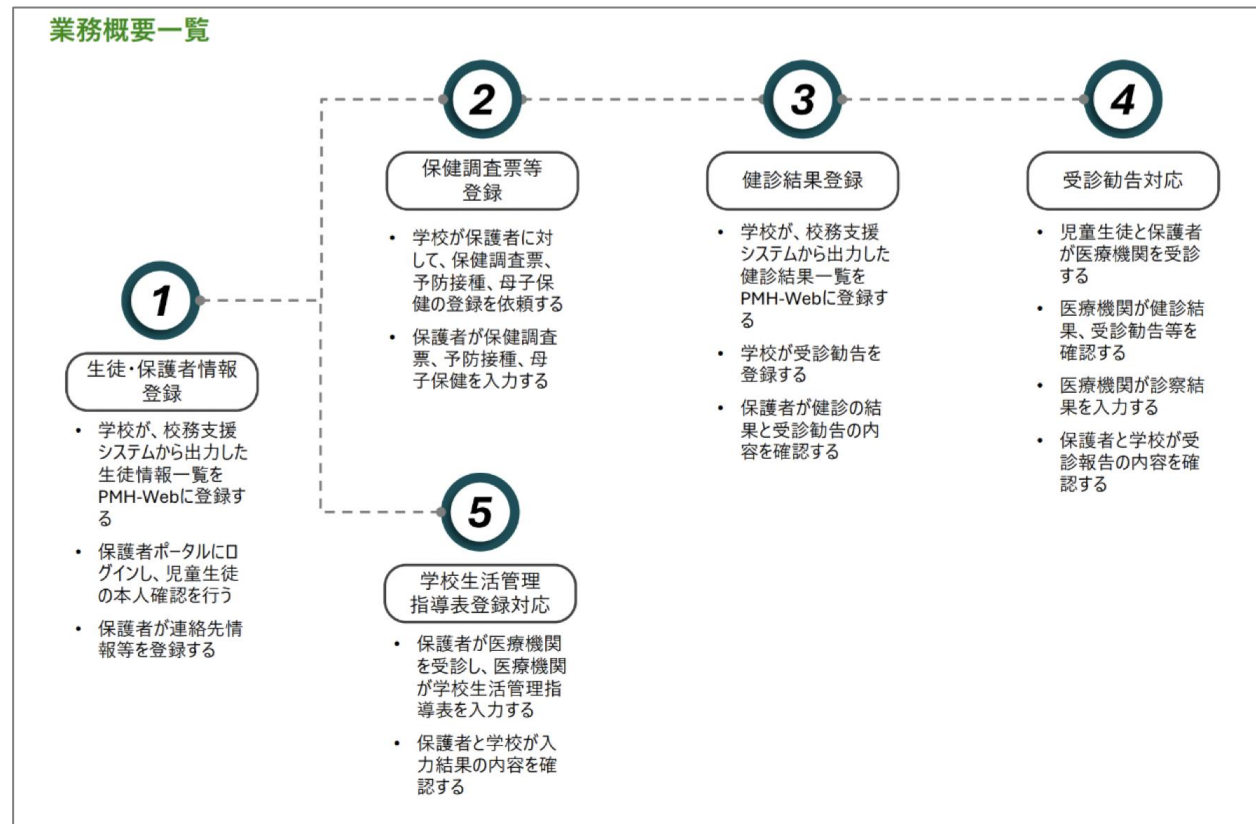 業務概要一覧
1
生徒・保護者情報
登録
• 学校が、校務支援
システムから出力した
生徒情報一覧を
PMH-Webに登録す
る
• 保護者ポータルにロ
グインし、児童生徒
の本人確認を行う
• 保護者が連絡先情
報等を登録する
2
保健調査票等
登録
• 学校が保護者に対
して、保健調査票、
予防接種、母子保
健の登録を依頼する
• 保護者が保健調査
票、予防接種、母
子保健を入力する
3
健診結果登録
• 学校が、校務支援
システムから出力した
健診結果一覧を
PMH-Webに登録す
る
• 学校が受診勧告を
登録する
• 保護者が健診の結
果と受診勧告の内
容を確認する
4
受診勧告対応
• 児童生徒と保護者
が医療機関を受診
する
• 医療機関が健診結
果、受診勧告等を
確認する
• 医療機関が診察結
果を入力する
• 保護者と学校が受
診報告の内容を確
認する
5
学校生活管理
指導表登録対応
• 保護者が医療機関
を受診し、医療機関
が学校生活管理指
導表を入力する
• 保護者と学校が入
力結果の内容を確
認する